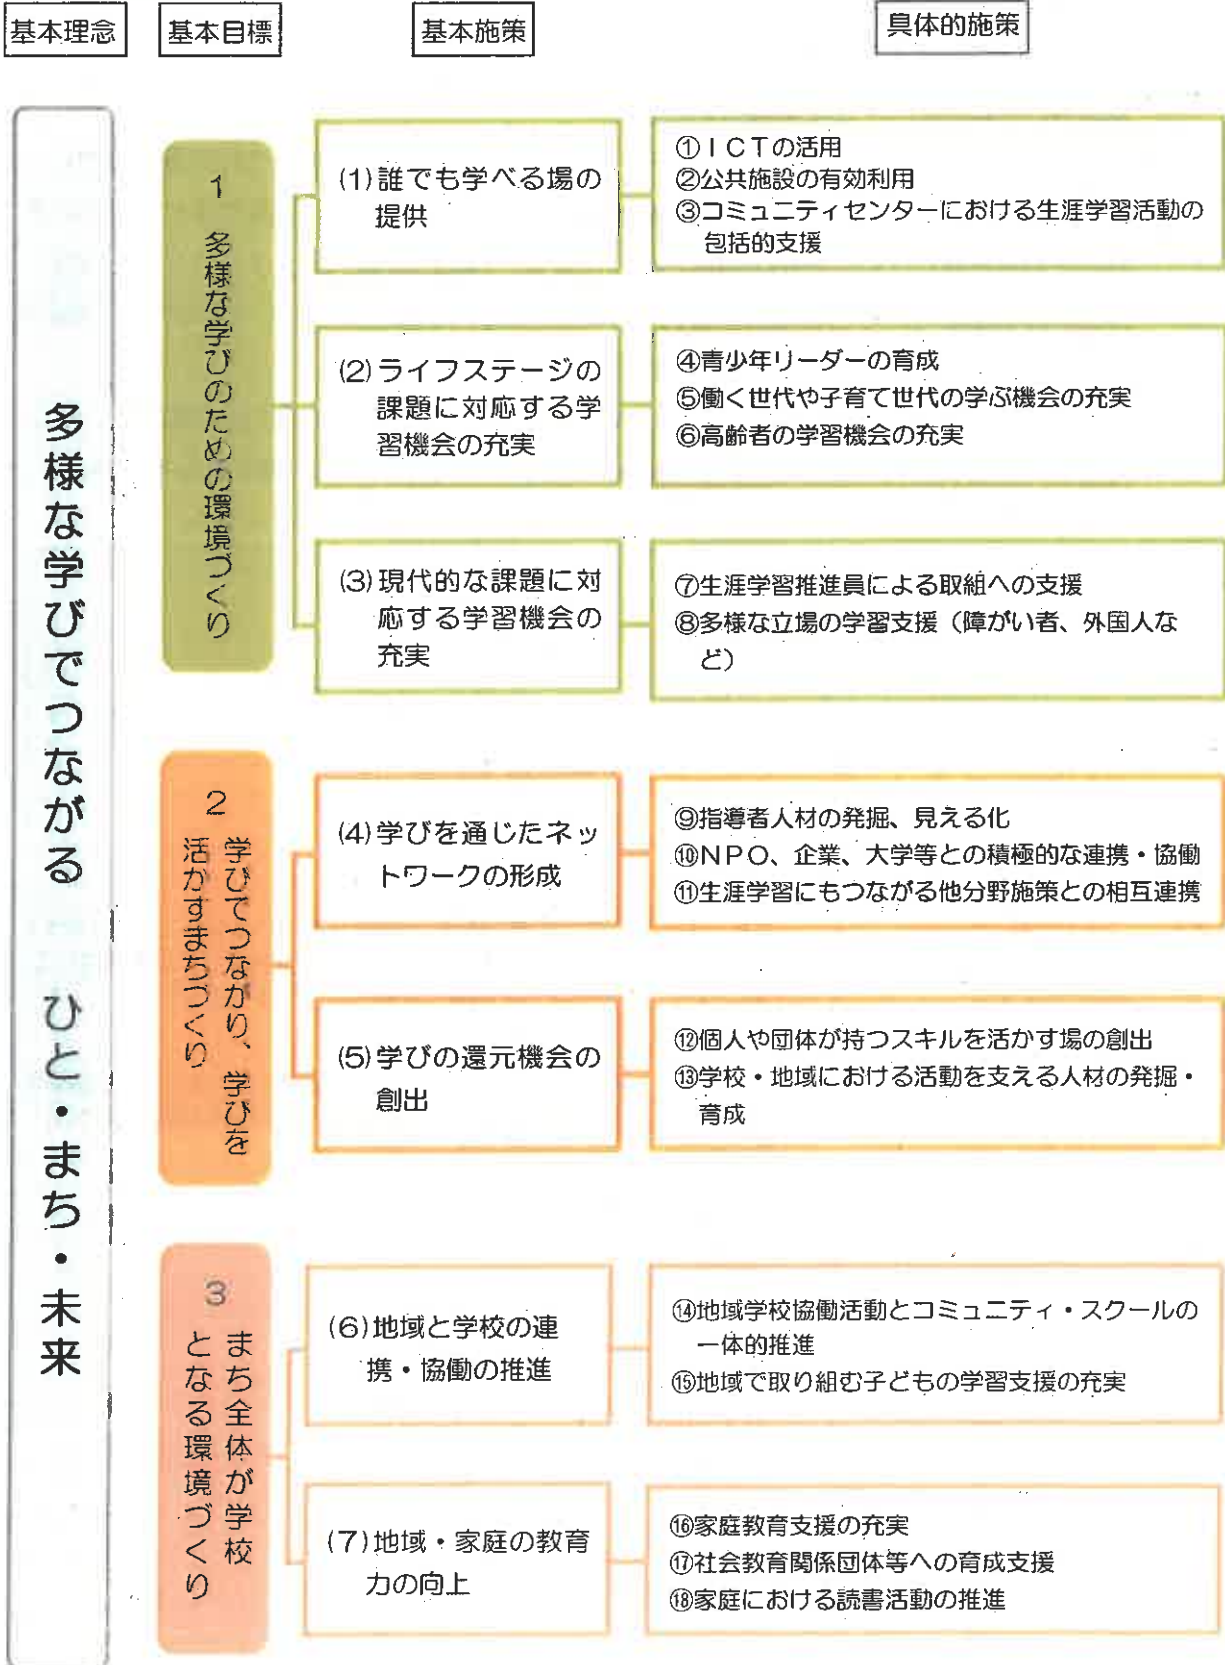 基本理念
基本目標
基本施策
具体的施策
多様な学びでつながる　ひと・まち・未来
1　多様な学びのための環境づくり
(1)誰でも学べる場の
提供
①ICTの活用
②公共施設の有効利用
③コミュニティセンターにおける生涯学習活動の
包括的支援
(2)ライフステージの
課題に対応する学
習機会の充実
④青少年リーダーの育成
⑤働く世代や子育て世代の学ぶ機会の充実
⑥高齢者の学習機会の充実
(3)現代的な課題に対
応する学習機会の
充実
⑦生涯学習推進員による取組への支援
⑧多様な立場の学習支援（障がい者、外国人な
ど）
2
学びでつながり、学びを
活かすまちづくり
(4)学びを通じたネッ
トワークの形成
⑨指導者人材の発掘、見える化
⑩NPO、企業、大学等との積極的な連携・協働
⑪生涯学習にもつながる他分野施策との相互連携
(5)学びの還元機会の
創出
⑫個人や団体が持つスキルを活かす場の創出
⑬学校・地域における活動を支える人材の発掘・
育成
3
まち全体が学校
となる環境づくり
(6)地域と学校の連
携・協働の推進
⑭地域学校協働活動とコミュニティ・スクールの
一体的推進
⑮地域で取り組む子どもの学習支援の充実
(7)地域・家庭の教育
力の向上
⑯家庭教育支援の充実
⑰社会教育関係団体等への育成支援
⑱家庭における読書活動の推進